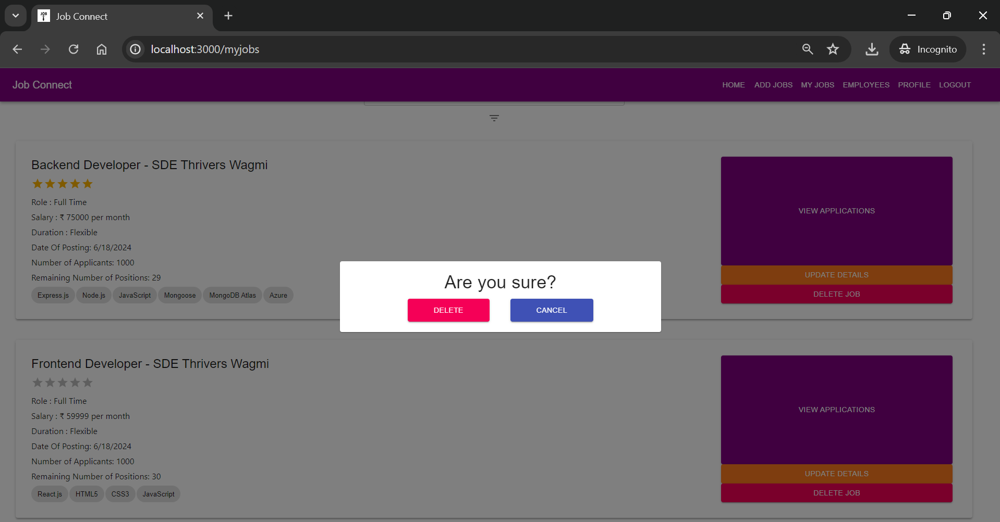 JOB
Job Connect
localhost:3000/myjobs
Incognito
Job Connect
HOME ADD JOBS MY JOBS EMPLOYEES PROFILE LOGOUT
Backend Developer - SDE Thrivers Wagmi
Role : Full Time
Salary : ₹ 75000 per month
Duration : Flexible
Date Of Posting: 6/18/2024
Number of Applicants: 1000
Remaining Number of Positions: 29
Express.js Node.js JavaScript Mongoose MongoDB Atlas Azure
VIEW APPLICATIONS
UPDATE DETAILS
DELETE JOB
Are you sure?
DELETE CANCEL
Frontend Developer - SDE Thrivers Wagmi
Role : Full Time
Salary : ₹ 59999 per month
Duration : Flexible
Date Of Posting: 6/18/2024
Number of Applicants: 1000
Remaining Number of Positions: 30
React.js HTML5 CSS3 JavaScript
VIEW APPLICATIONS
UPDATE DETAILS
DELETE JOB